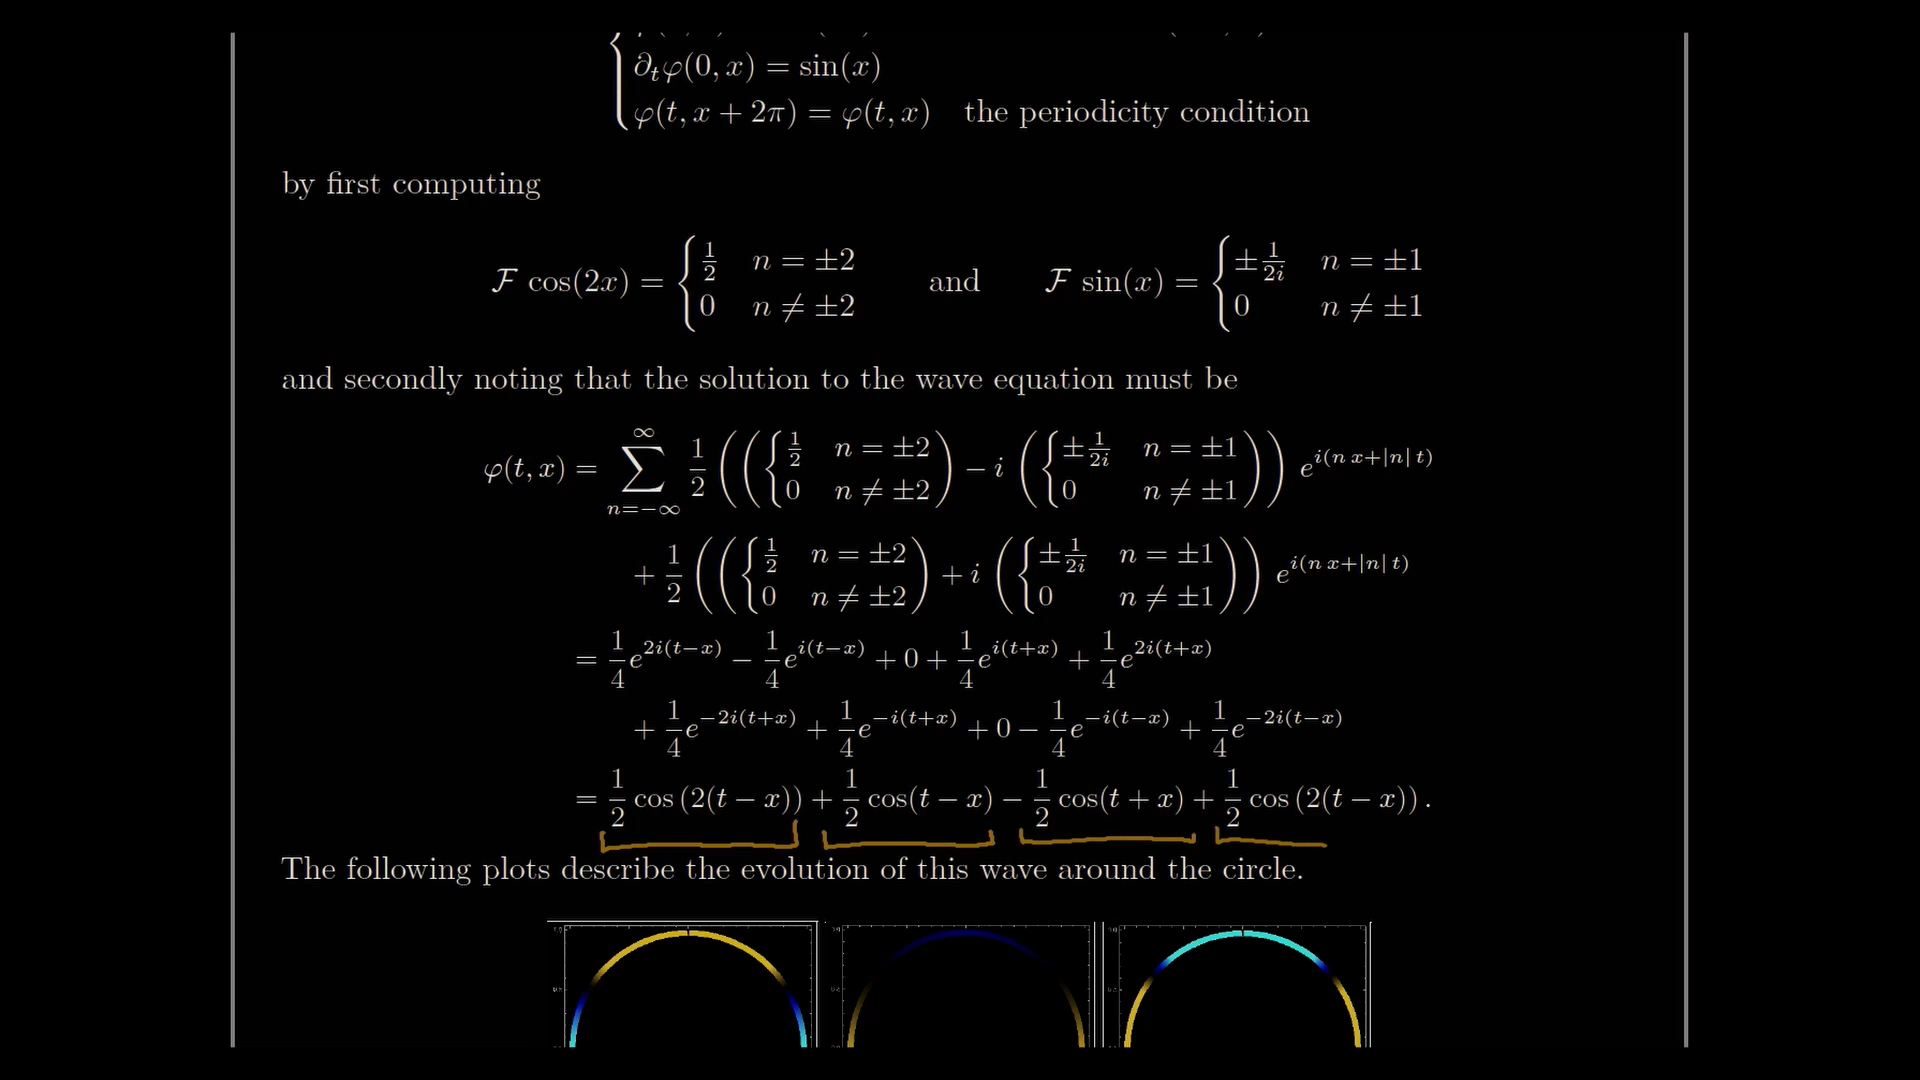 ∂ₜφ(0, x) = sin(x)
φ(t, x + 2π) = φ(t, x) the periodicity condition
by first computing
ℱ cos(2x) = { 1/2 n = ±2; 0 n ≠ ±2 and ℱ sin(x) = { ±1/2i n = ±1; 0 n ≠ ±1
and secondly noting that the solution to the wave equation must be
φ(t, x) = ∑_{n=−∞}^{∞} 1/2 ( ( ( { 1/2 n = ±2; 0 n ≠ ±2 ) − i ( { ±1/2i n = ±1; 0 n ≠ ±1 ) ) e^{i(n x+|n| t)}
+ 1/2 ( ( ( { 1/2 n = ±2; 0 n ≠ ±2 ) + i ( { ±1/2i n = ±1; 0 n ≠ ±1 ) ) e^{i(n x+|n| t)}
= 1/4 e^{2i(t−x)} − 1/4 e^{i(t−x)} + 0 + 1/4 e^{i(t+x)} + 1/4 e^{2i(t+x)}
+ 1/4 e^{−2i(t+x)} + 1/4 e^{−i(t+x)} + 0 − 1/4 e^{−i(t−x)} + 1/4 e^{−2i(t−x)}
= 1/2 cos (2(t − x)) + 1/2 cos(t − x) − 1/2 cos(t + x) + 1/2 cos (2(t − x)) .
The following plots describe the evolution of this wave around the circle.